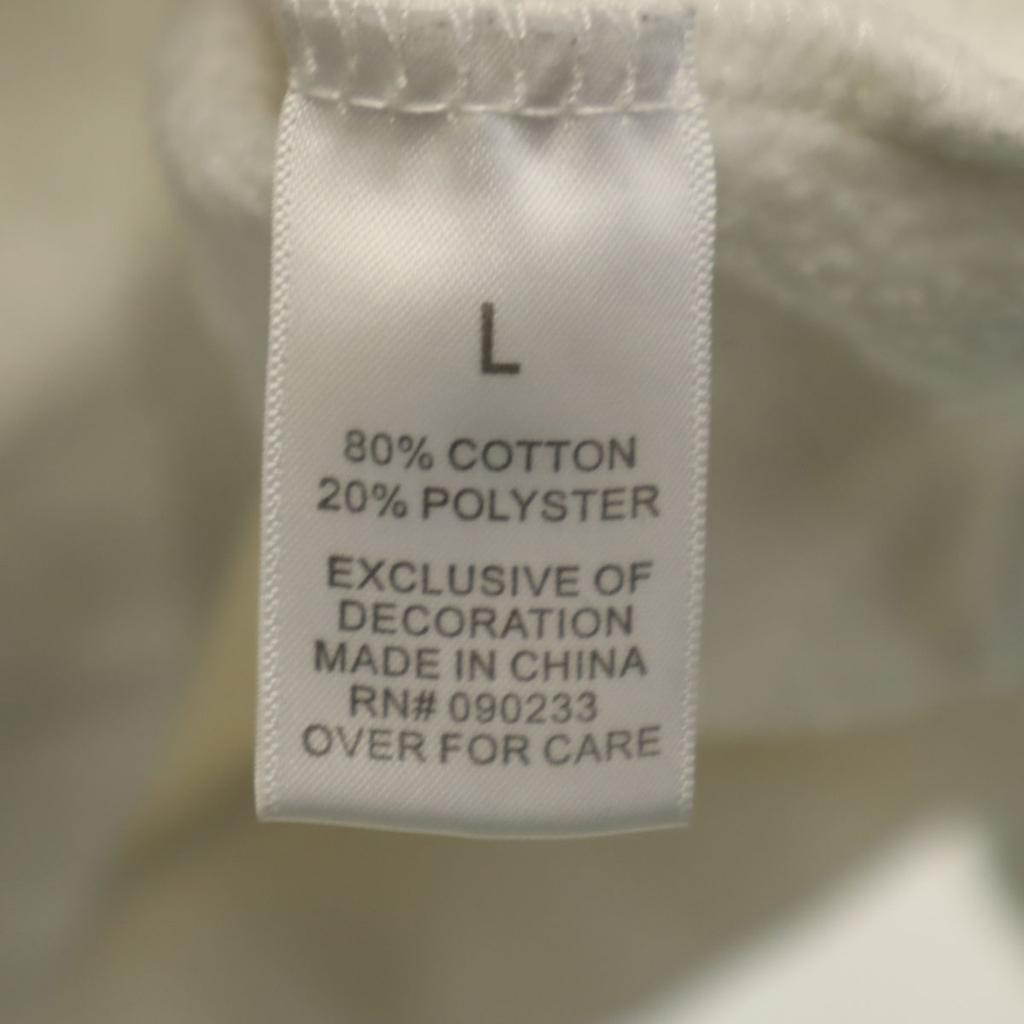 L
80% COTTON
20% POLYSTER
EXCLUSIVE OF
DECORATION
MADE IN CHINA
RN# 090233
OVER FOR CARE